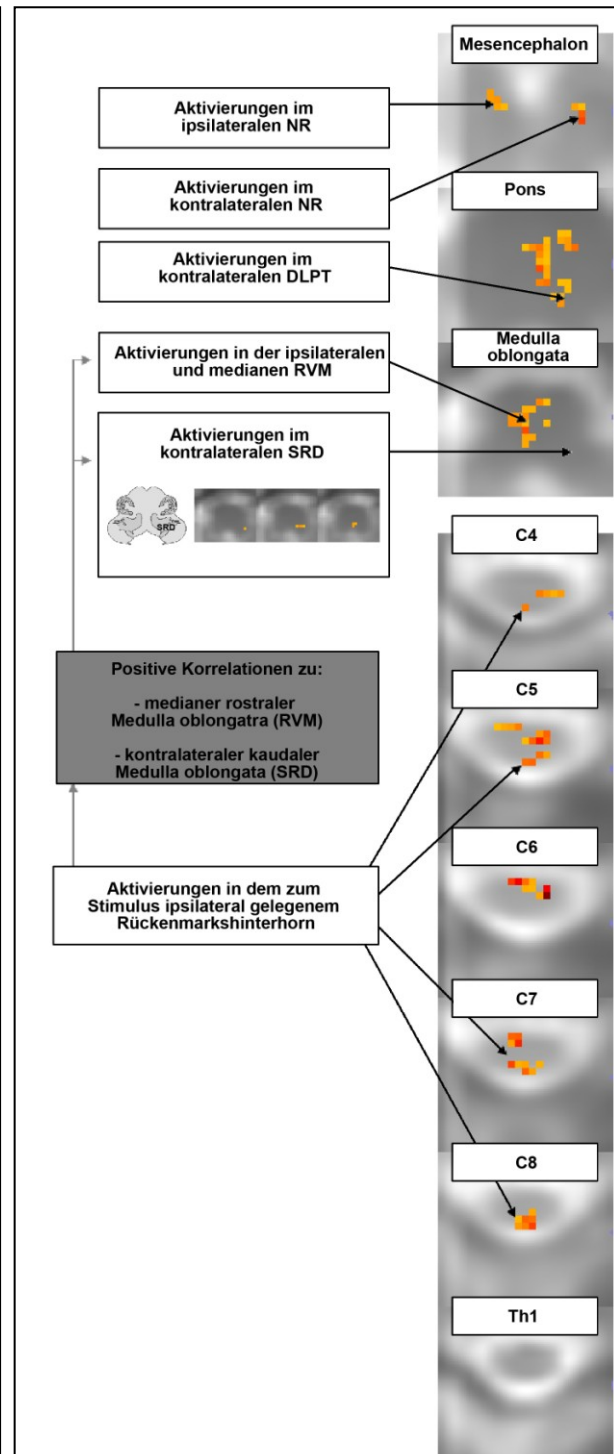 Mesencephalon
Aktivierungen im
ipsilateralen NR
Aktivierungen im
kontralateralen NR
Pons
Aktivierungen im
kontralateralen DLPT
Medulla
oblongata
Aktivierungen in der ipsilateralen
und medianen RVM
Aktivierungen im
kontralateralen SRD
SRD
C4
Positive Korrelationen zu:
- medianer rostraler
Medulla oblongatra (RVM)
- kontralateraler kaudaler
Medulla oblongata (SRD)
C5
C6
Aktivierungen in dem zum
Stimulus ipsilateral gelegenem
Rückenmarkshinterhorn
C7
C8
Th1